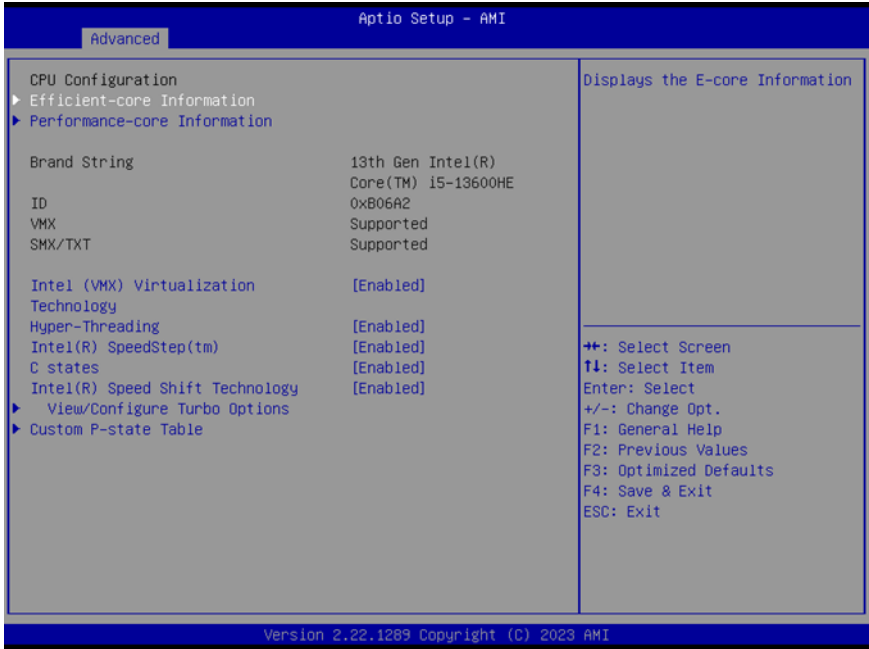 Aptio Setup – AMI
Advanced
CPU Configuration
Efficient-core Information
Performance-core Information
Brand String 13th Gen Intel(R)
Core(TM) i5-13600HE
ID 0xB06A2
VMX Supported
SMX/TXT Supported
Intel (VMX) Virtualization [Enabled]
Technology
Hyper-Threading [Enabled]
Intel(R) SpeedStep(tm) [Enabled]
C states [Enabled]
Intel(R) Speed Shift Technology [Enabled]
View/Configure Turbo Options
Custom P-state Table
Displays the E-core Information
→←: Select Screen
↑↓: Select Item
Enter: Select
+/-: Change Opt.
F1: General Help
F2: Previous Values
F3: Optimized Defaults
F4: Save & Exit
ESC: Exit
Version 2.22.1289 Copyright (C) 2023 AMI